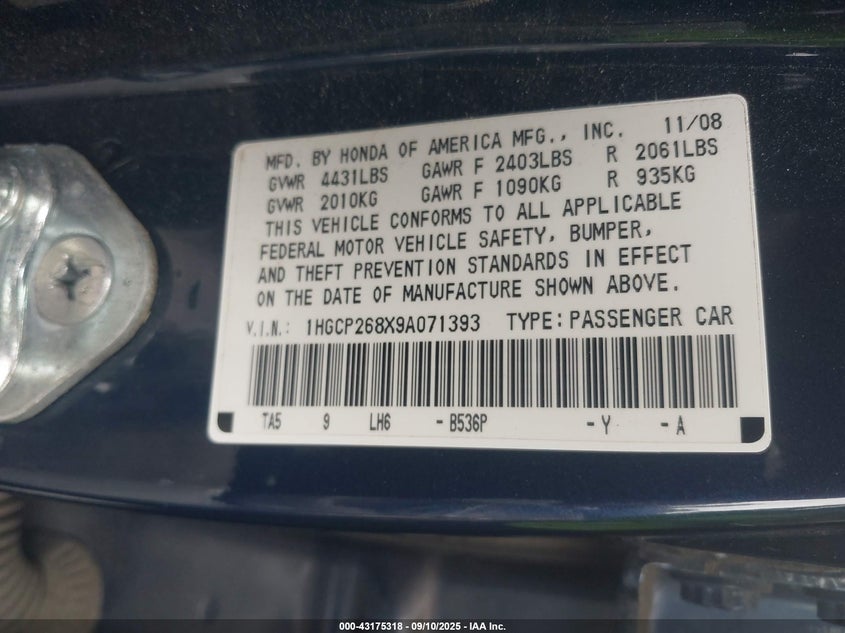 MFD. BY HONDA OF AMERICA MFG., INC. 11/08
GVWR 4431LBS GAWR F 2403LBS R 2061LBS
GVWR 2010KG GAWR F 1090KG R 935KG
THIS VEHICLE CONFORMS TO ALL APPLICABLE
FEDERAL MOTOR VEHICLE SAFETY, BUMPER,
AND THEFT PREVENTION STANDARDS IN EFFECT
ON THE DATE OF MANUFACTURE SHOWN ABOVE.
V.I.N.: 1HGCP268X9A071393 TYPE: PASSENGER CAR
TA5 9 LH6 - B536P - Y - A
000-43175318 - 09/10/2025 - IAA Inc.